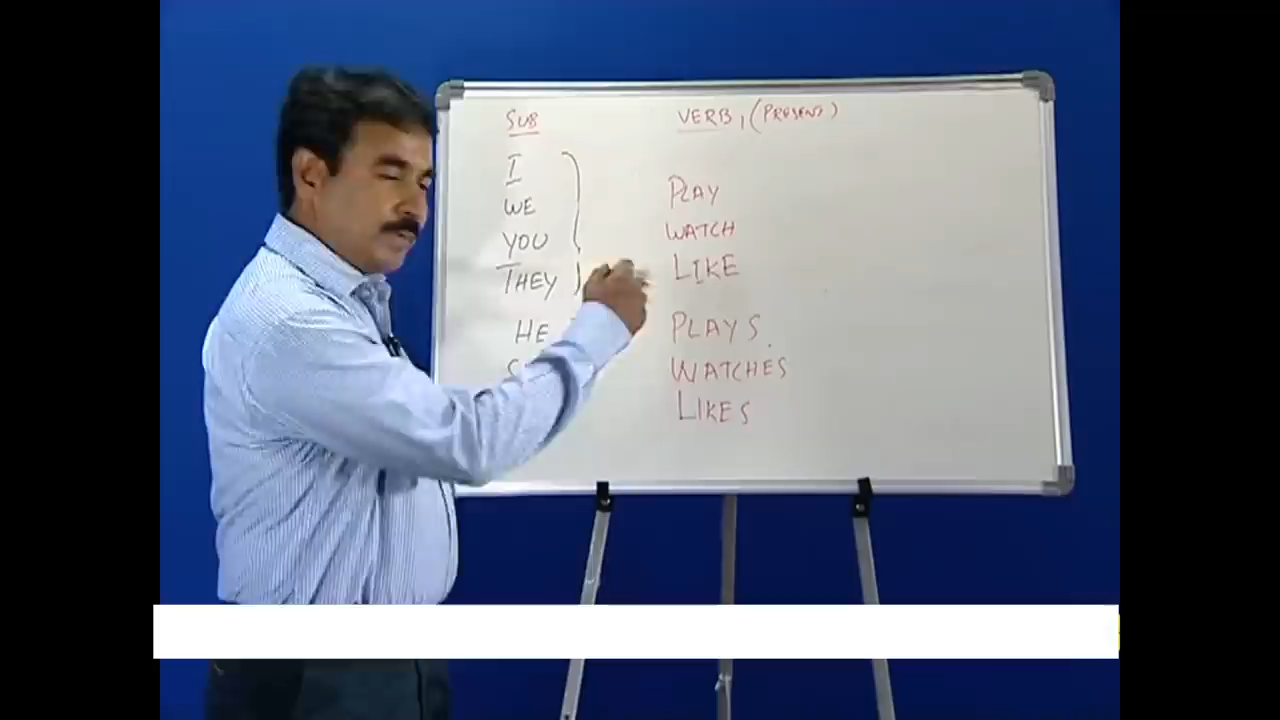 SUB VERB, (PRESENT)
I
WE PLAY
YOU WATCH
THEY LIKE
HE PLAYS
WATCHES
LIKES